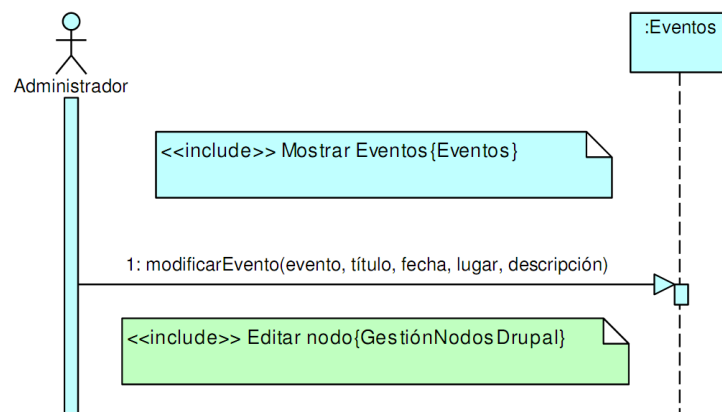 :Eventos
Administrador
<<include>> Mostrar Eventos{Eventos}
1: modificarEvento(evento, título, fecha, lugar, descripción)
<<include>> Editar nodo{GestiónNodosDrupal}